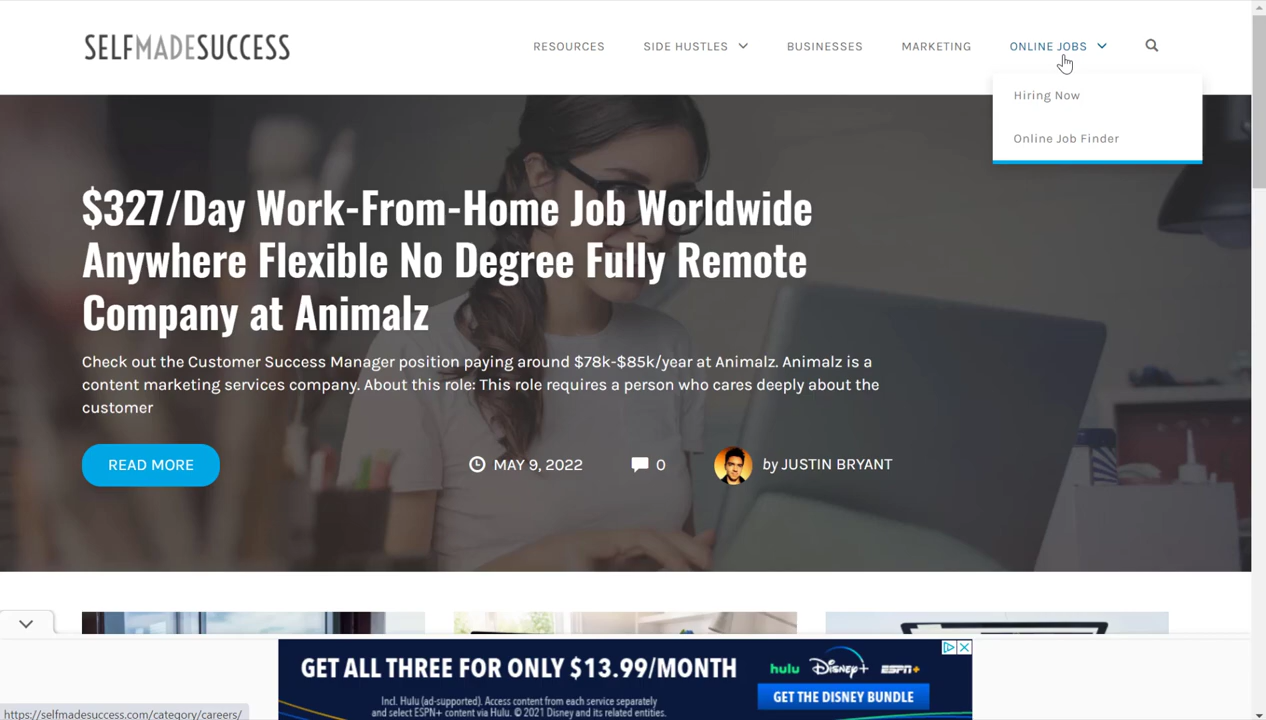 SELFMADESUCCESS
RESOURCES SIDE HUSTLES BUSINESSES MARKETING ONLINE JOBS
Hiring Now
Online Job Finder
$327/Day Work-From-Home Job Worldwide
Anywhere Flexible No Degree Fully Remote
Company at Animalz
Check out the Customer Success Manager position paying around $78k-$85k/year at Animalz. Animalz is a
content marketing services company. About this role: This role requires a person who cares deeply about the
customer
READ MORE MAY 9, 2022 0 by JUSTIN BRYANT
GET ALL THREE FOR ONLY $13.99/MONTH
hulu Disney+ ESPN+
GET THE DISNEY BUNDLE
Incl. Hulu (ad-supported). Access content from each service separately
and select ESPN+ content via Hulu. © 2021 Disney and its related entities.
https://selfmadesuccess.com/category/careers/